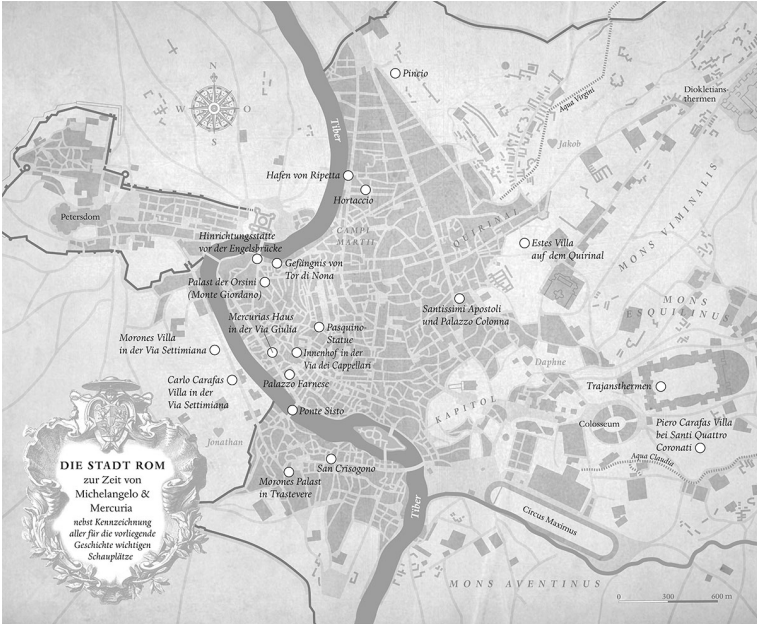 Pincio
N
W
O
S
Tiber
Aqua Virgini
Diokletians-
thermen
Jakob
Hafen von Ripetta
Hortaccio
Petersdom
CAMPI
MARTII
QUIRINAL
MONS VIMINALIS
Hinrichtungsstätte
vor der Engelsbrücke
Gefängnis von
Tor di Nona
Estes Villa
auf dem Quirinal
Palast der Orsini
(Monte Giordano)
Santissimi Apostoli
und Palazzo Colonna
MONS
ESQUILINUS
Mercurias Haus
in der Via Giulia
Pasquino-
Statue
Morones Villa
in der Via Settimiana
Innenhof in der
Via dei Cappellari
Daphne
Carlo Carafas
Villa in der
Via Settimiana
Palazzo Farnese
Trajansthermen
Ponte Sisto
KAPITOL
Colosseum
Piero Carafas Villa
bei Santi Quattro
Coronati
Jonathan
Aqua Claudia
San Crisogono
Morones Palast
in Trastevere
Tiber
Circus Maximus
DIE STADT ROM
zur Zeit von
Michelangelo &
Mercuria
nebst Kennzeichnung
aller für die vorliegende
Geschichte wichtigen
Schauplätze
MONS AVENTINUS
0 300 600 m